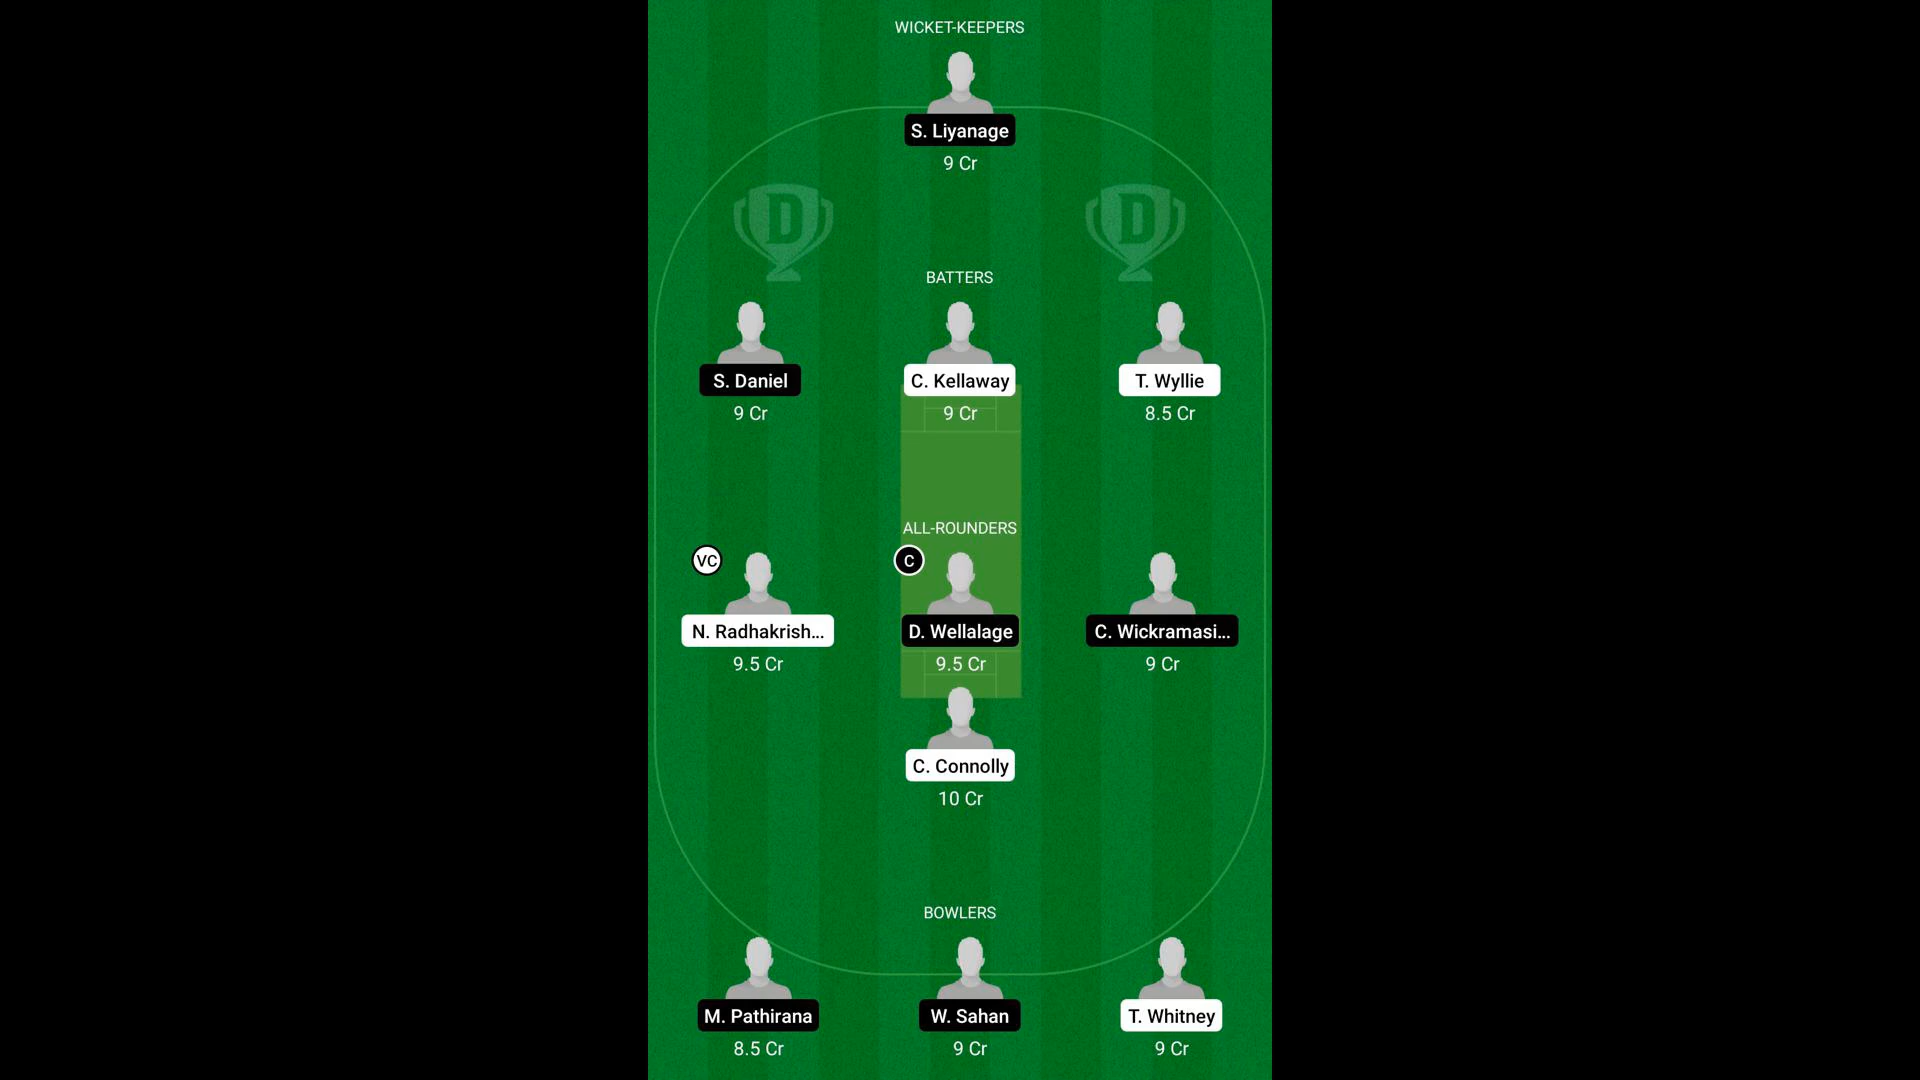 WICKET-KEEPERS
S. Liyanage
9 Cr
D D
BATTERS
S. Daniel C. Kellaway T. Wyllie
9 Cr 9 Cr 8.5 Cr
ALL-ROUNDERS
VC C
N. Radhakrish... D. Wellalage C. Wickramasi...
9.5 Cr 9.5 Cr 9 Cr
C. Connolly
10 Cr
BOWLERS
M. Pathirana W. Sahan T. Whitney
8.5 Cr 9 Cr 9 Cr